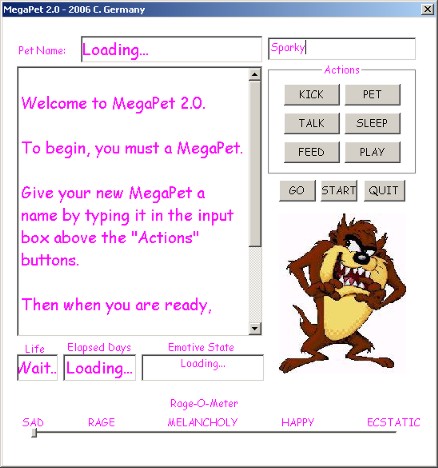 MegaPet 2.0 - 2006 C. Germany
Pet Name: Loading... Sparky
Welcome to MegaPet 2.0.
To begin, you must a MegaPet.
Give your new MegaPet a
name by typing it in the input
box above the "Actions"
buttons.
Then when you are ready,
Actions
KICK PET
TALK SLEEP
FEED PLAY
GO START QUIT
Life Elapsed Days Emotive State
Wait.. Loading... Loading...
Rage-O-Meter
SAD RAGE MELANCHOLY HAPPY ECSTATIC